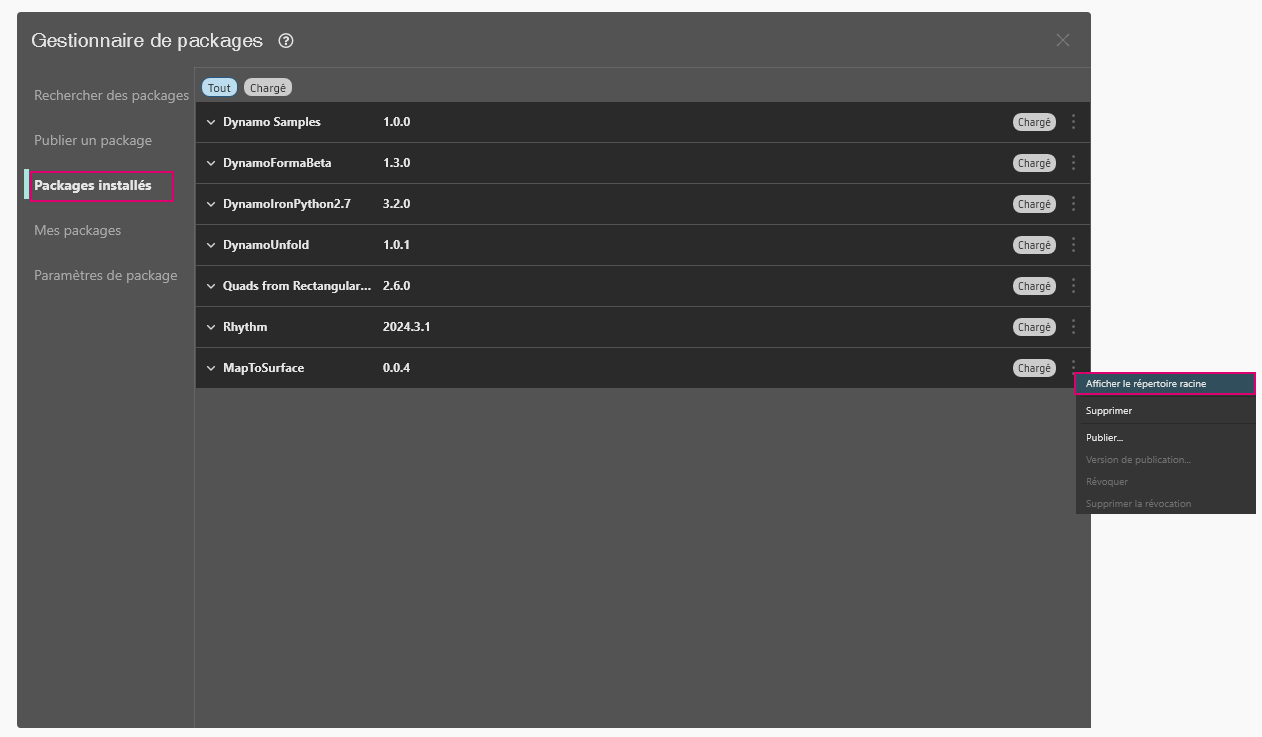 Gestionnaire de packages
Rechercher des packages
Publier un package
Packages installés
Mes packages
Paramètres de package
Tout Chargé
Dynamo Samples 1.0.0 Chargé
DynamoFormaBeta 1.3.0 Chargé
DynamoIronPython2.7 3.2.0 Chargé
DynamoUnfold 1.0.1 Chargé
Quads from Rectangular... 2.6.0 Chargé
Rhythm 2024.3.1 Chargé
MapToSurface 0.0.4 Chargé
Afficher le répertoire racine
Supprimer
Publier...
Version de publication...
Révoquer
Supprimer la révocation